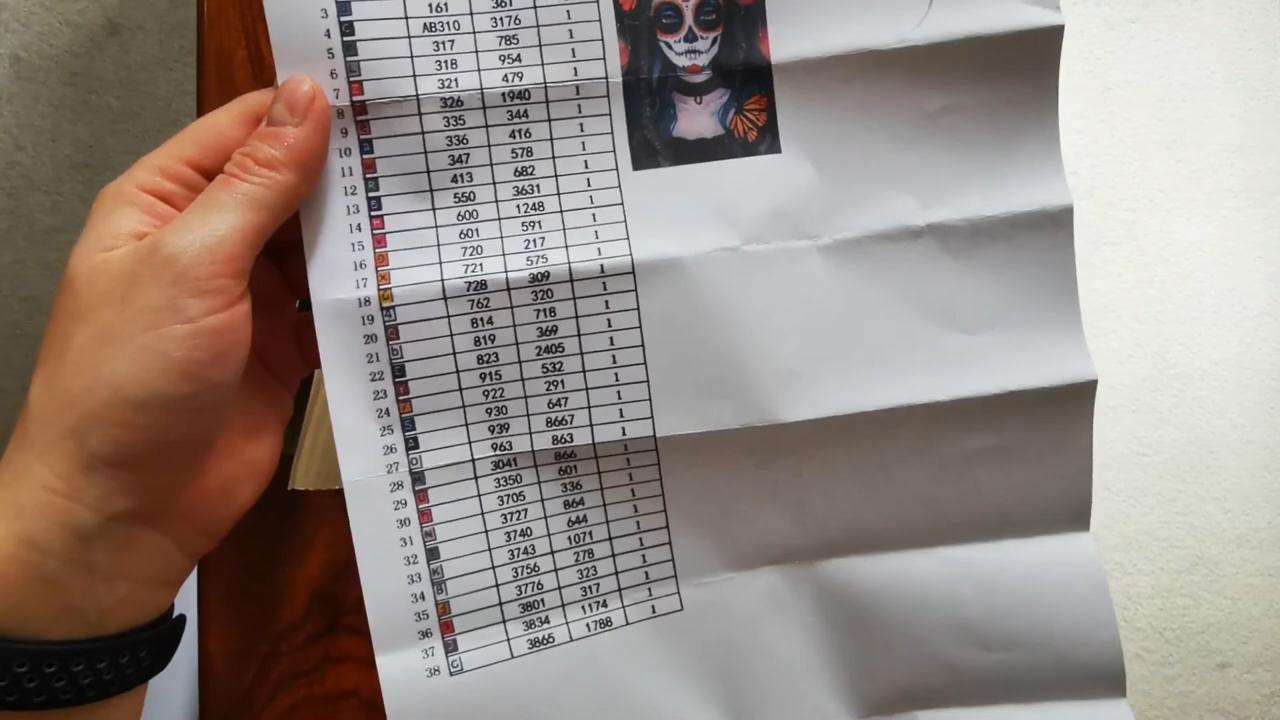 3 161 361 1
4 C AB310 3176 1
5 317 785 1
6 L 318 954 1
7 Z 321 479 1
8 326 1940 1
9 335 344 1
10 336 416 1
11 347 578 1
12 R 413 682 1
13 550 3631 1
14 600 1248 1
15 V 601 591 1
16 720 217 1
17 X 721 575 1
18 728 309 1
19 4 762 320 1
20 814 718 1
21 b 819 369 1
22 823 2405 1
23 915 532 1
24 922 291 1
25 S 930 647 1
26 939 8667 1
27 O 963 863 1
28 3041 866 1
29 U 3350 601 1
30 3705 336 1
31 N 3727 864 1
32 3740 644 1
33 K 3743 1071 1
34 B 3756 278 1
35 3776 323 1
36 3801 317 1
37 3834 1174 1
38 G 3865 1788 1